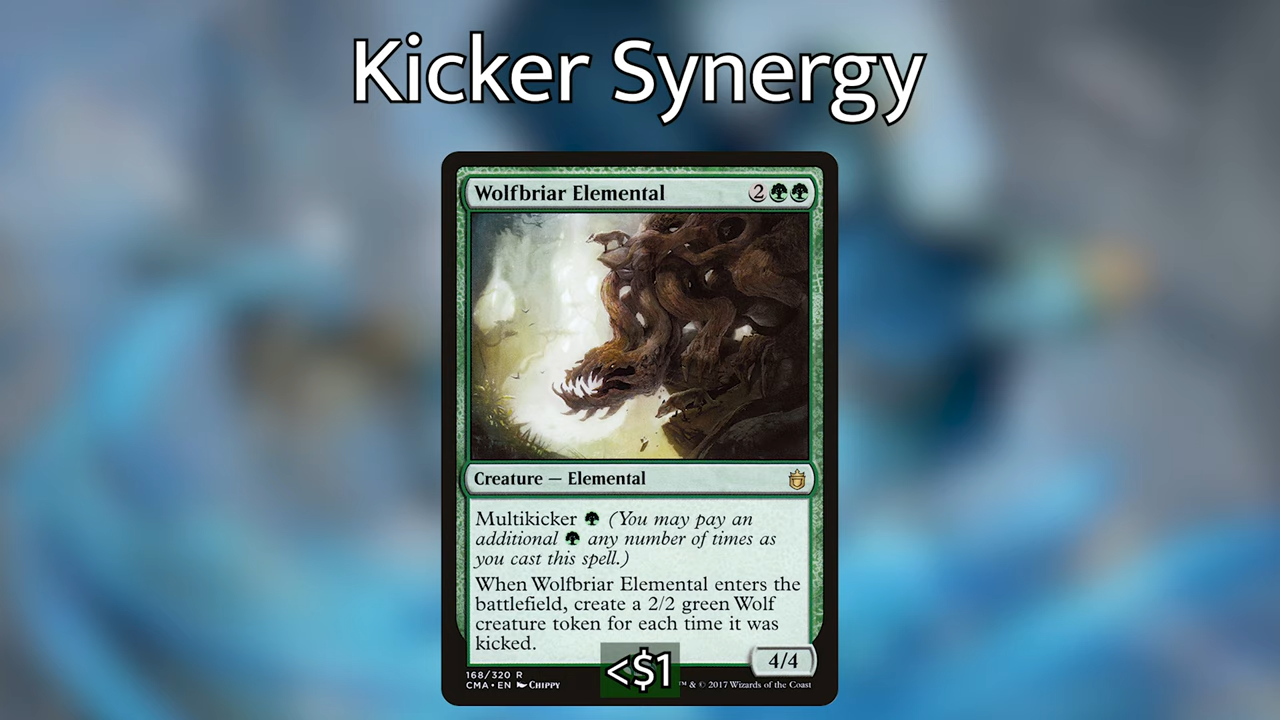 Kicker Synergy
Wolfbriar Elemental 2
Creature — Elemental
Multikicker (You may pay an
additional any number of times as
you cast this spell.)
When Wolfbriar Elemental enters the
battlefield, create a 2/2 green Wolf
creature token for each time it was
kicked.
<$1
4/4
168/320 R
CMA • EN Chippy
™ & © 2017 Wizards of the Coast